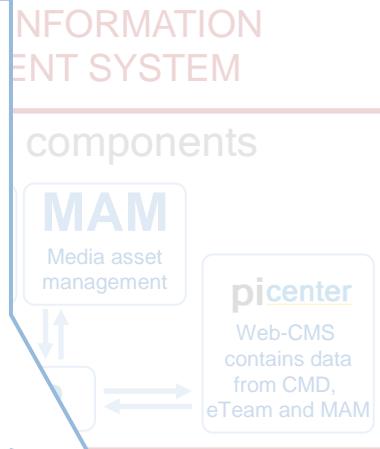 NFORMATION
ENT SYSTEM
components
MAM
Media asset
management
picenter
Web-CMS
contains data
from CMD,
eTeam and MAM